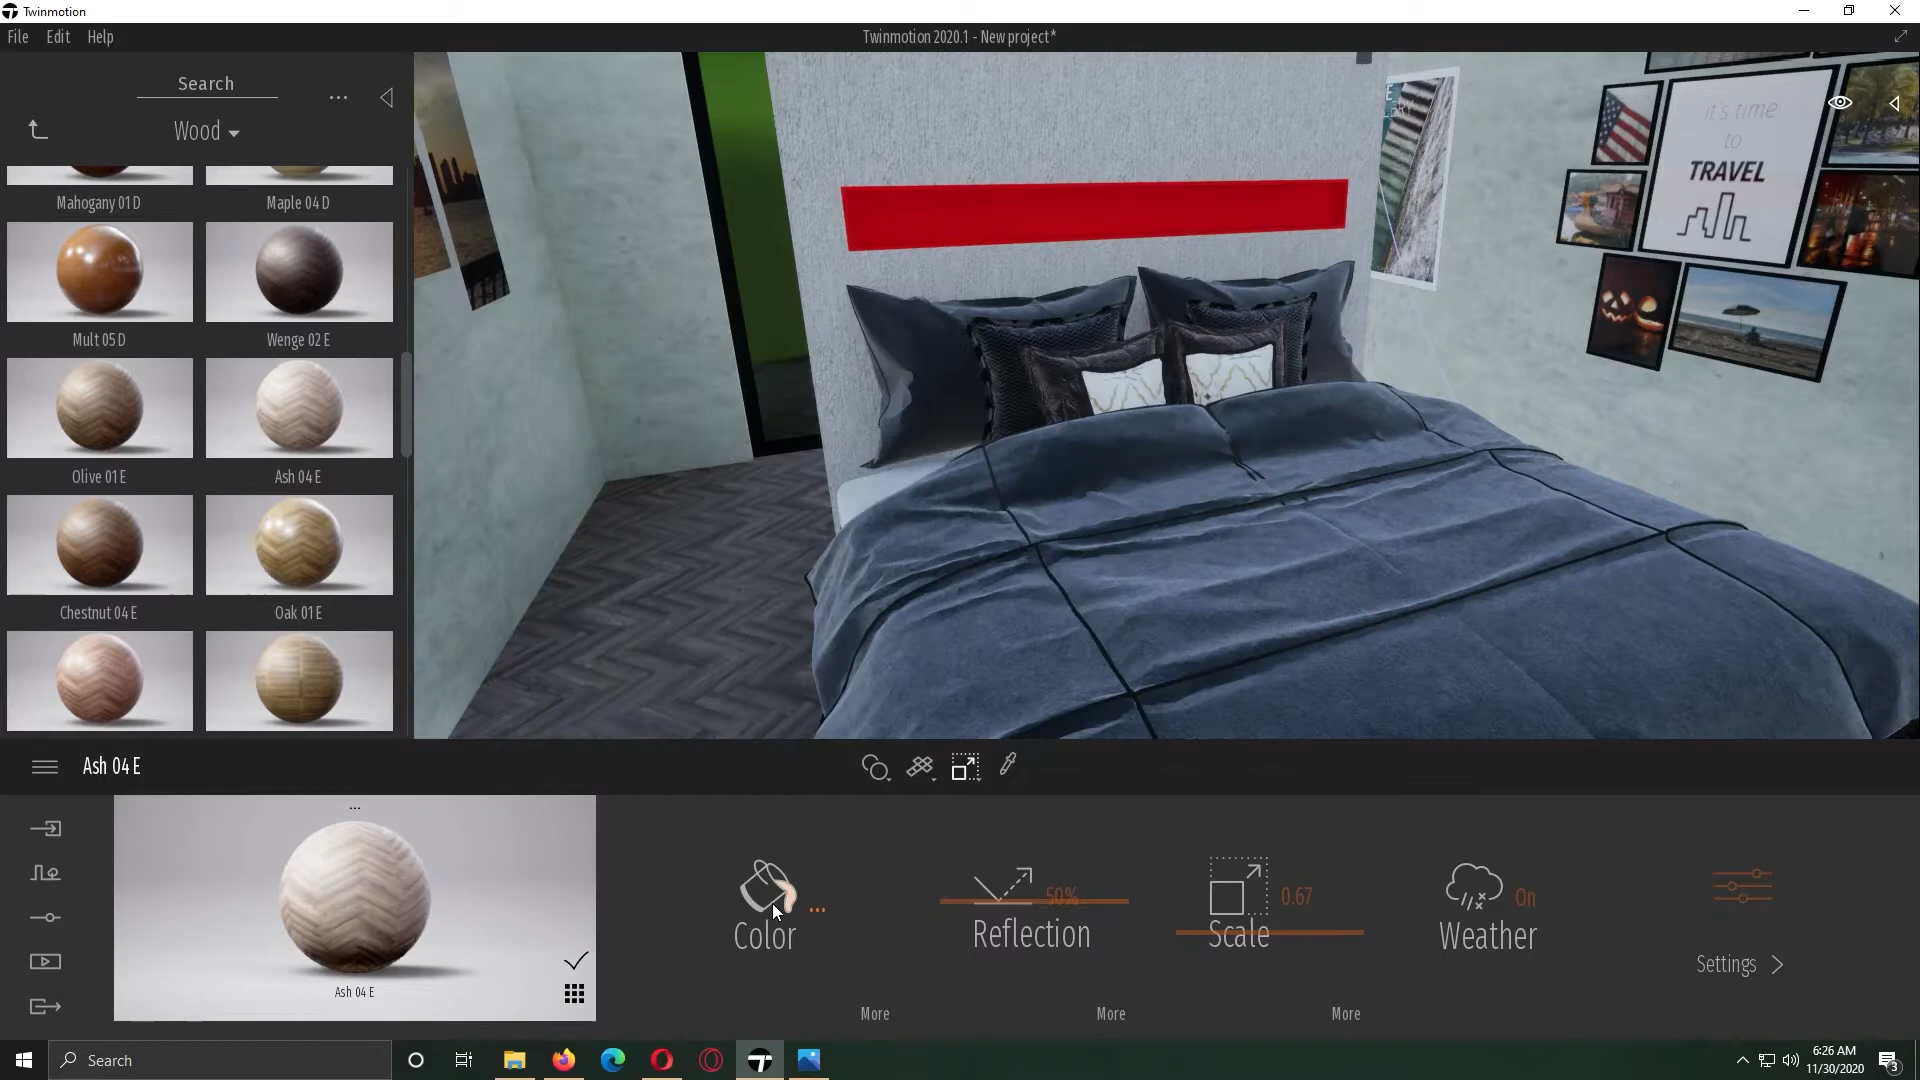 Twinmotion
File Edit Help
Twinmotion 2020.1 - New project*
Search
...
Wood
Mahogany 01 D
Maple 04 D
Mult 05 D
Wenge 02 E
Olive 01 E
Ash 04 E
Chestnut 04 E
Oak 01 E
it's time
to
TRAVEL
Ash 04 E
...
Ash 04 E
Color
...
50%
Reflection
0.67
Scale
On
Weather
Settings
More
More
More
Search
6:26 AM
11/30/2020
3